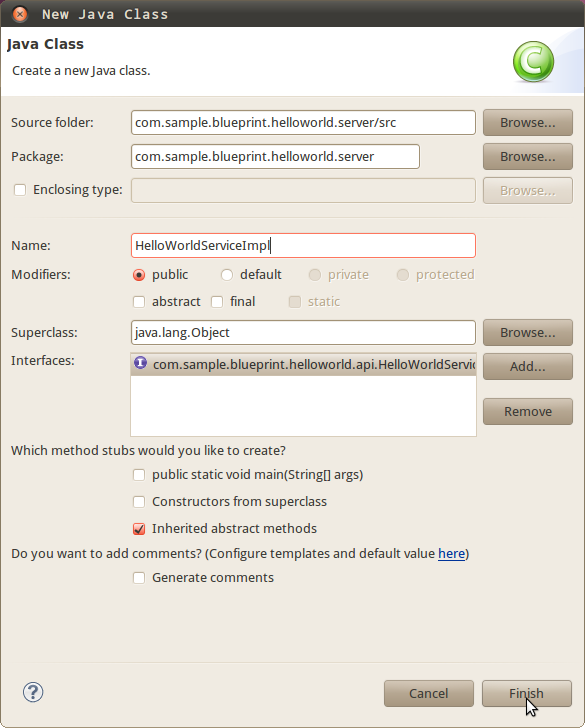 New Java Class
Java Class
Create a new Java class.
C
Source folder: com.sample.blueprint.helloworld.server/src Browse...
Package: com.sample.blueprint.helloworld.server Browse...
Enclosing type: Browse...
Name: HelloWorldServiceImpl
Modifiers: public default private protected
abstract final static
Superclass: java.lang.Object Browse...
Interfaces: I com.sample.blueprint.helloworld.api.HelloWorldServic Add...
Remove
Which method stubs would you like to create?
public static void main(String[] args)
Constructors from superclass
Inherited abstract methods
Do you want to add comments? (Configure templates and default value here)
Generate comments
? Cancel Finish